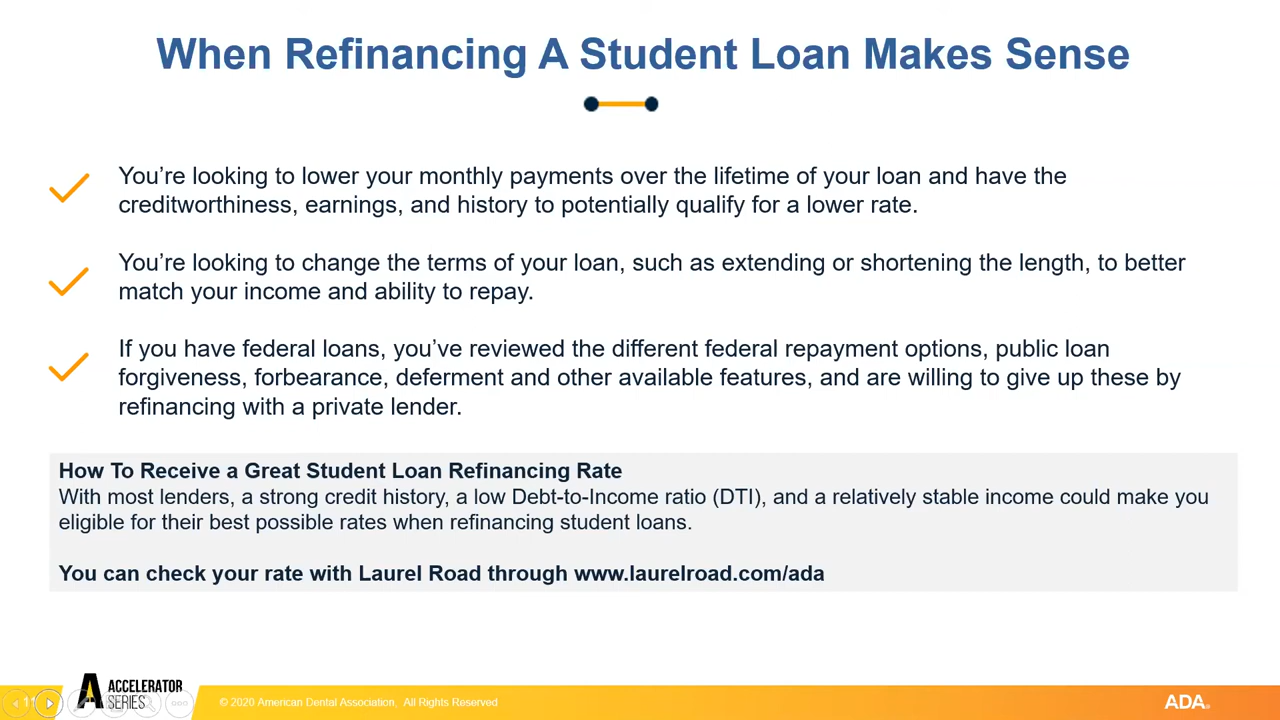 When Refinancing A Student Loan Makes Sense
You’re looking to lower your monthly payments over the lifetime of your loan and have the
creditworthiness, earnings, and history to potentially qualify for a lower rate.
You’re looking to change the terms of your loan, such as extending or shortening the length, to better
match your income and ability to repay.
If you have federal loans, you’ve reviewed the different federal repayment options, public loan
forgiveness, forbearance, deferment and other available features, and are willing to give up these by
refinancing with a private lender.
How To Receive a Great Student Loan Refinancing Rate
With most lenders, a strong credit history, a low Debt-to-Income ratio (DTI), and a relatively stable income could make you
eligible for their best possible rates when refinancing student loans.
You can check your rate with Laurel Road through www.laurelroad.com/ada
ACCELERATOR
SERIES
© 2020 American Dental Association, All Rights Reserved
ADA.